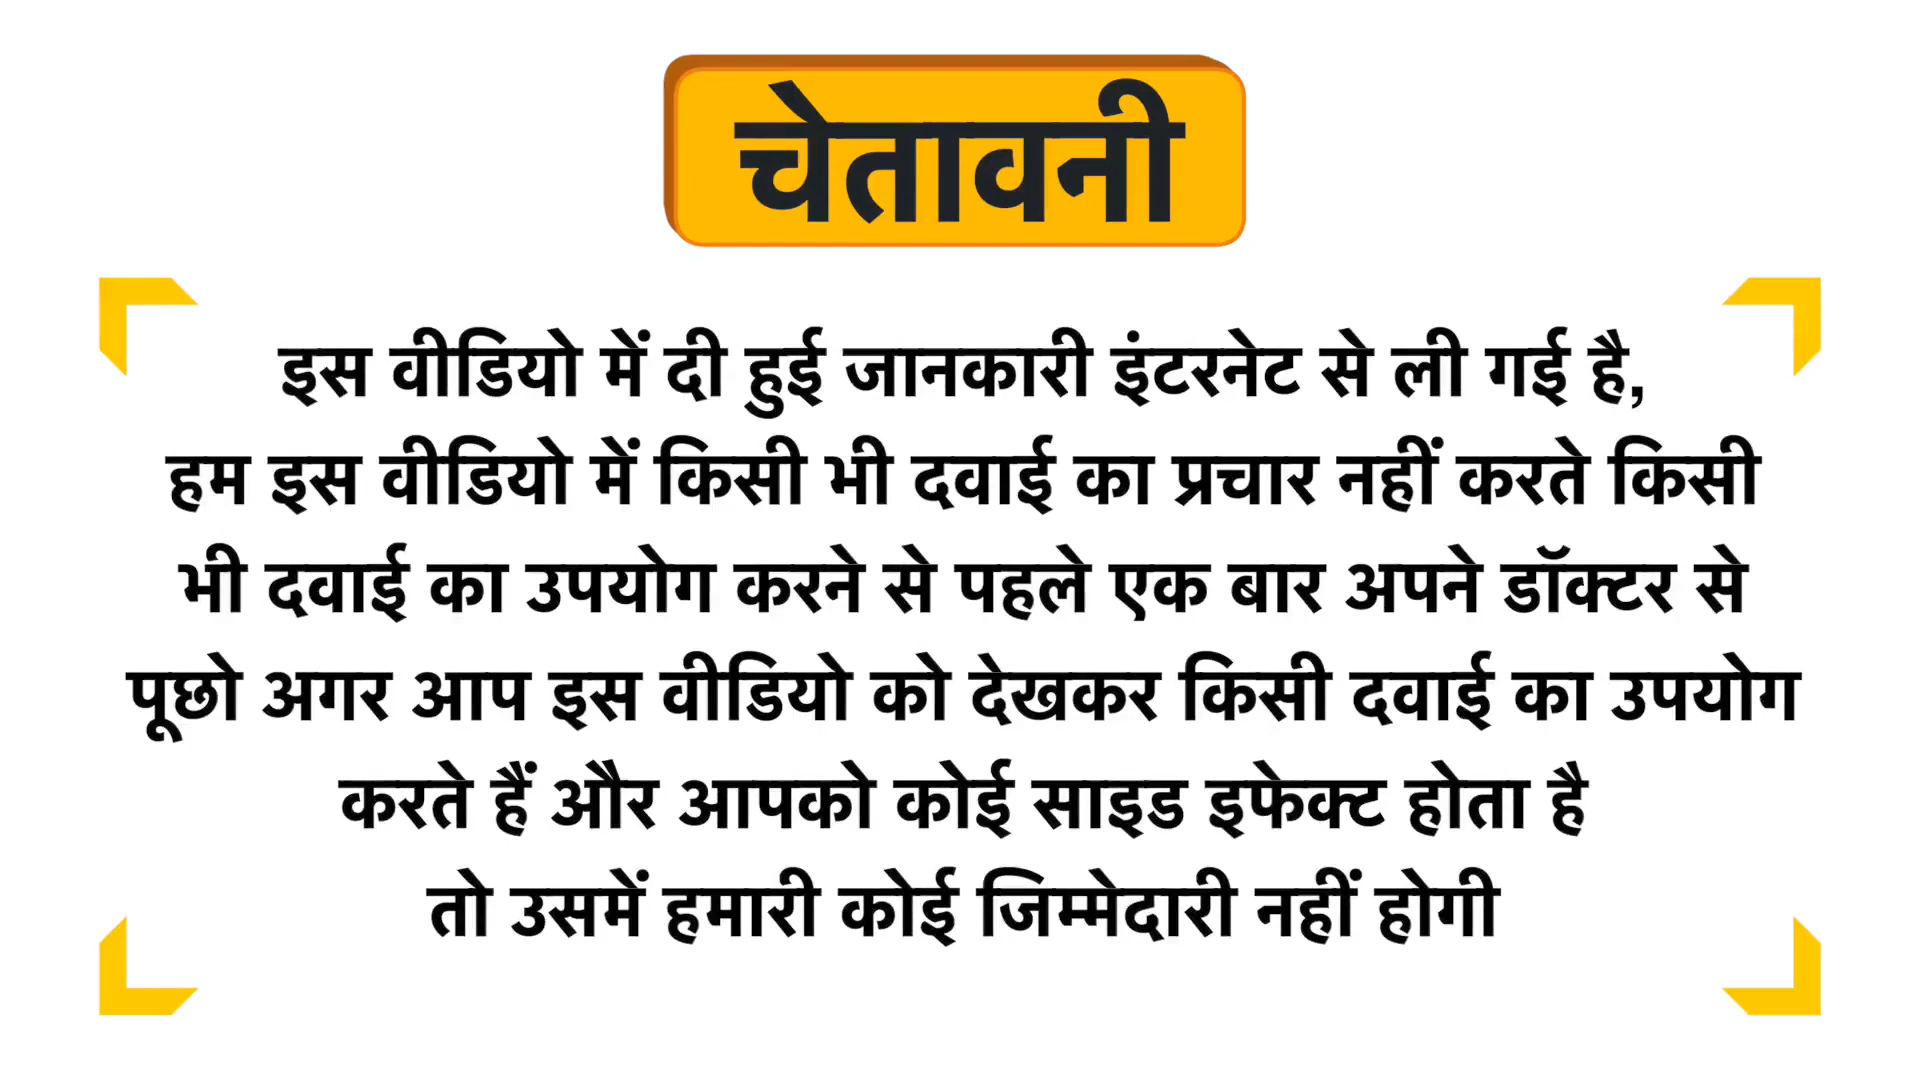 चेतावनी
इस वीडियो में दी हुई जानकारी इंटरनेट से ली गई है,
हम इस वीडियो में किसी भी दवाई का प्रचार नहीं करते किसी
भी दवाई का उपयोग करने से पहले एक बार अपने डॉक्टर से
पूछो अगर आप इस वीडियो को देखकर किसी दवाई का उपयोग
करते हैं और आपको कोई साइड इफेक्ट होता है
तो उसमें हमारी कोई जिम्मेदारी नहीं होगी